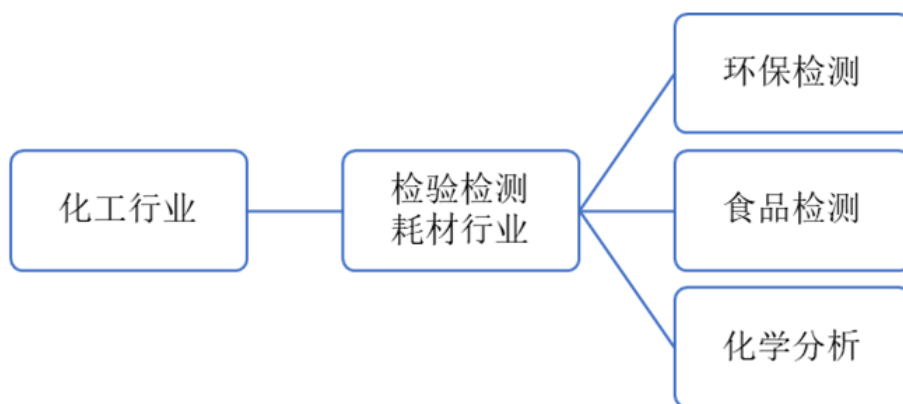 化工行业
检验检测
耗材行业
环保检测
食品检测
化学分析